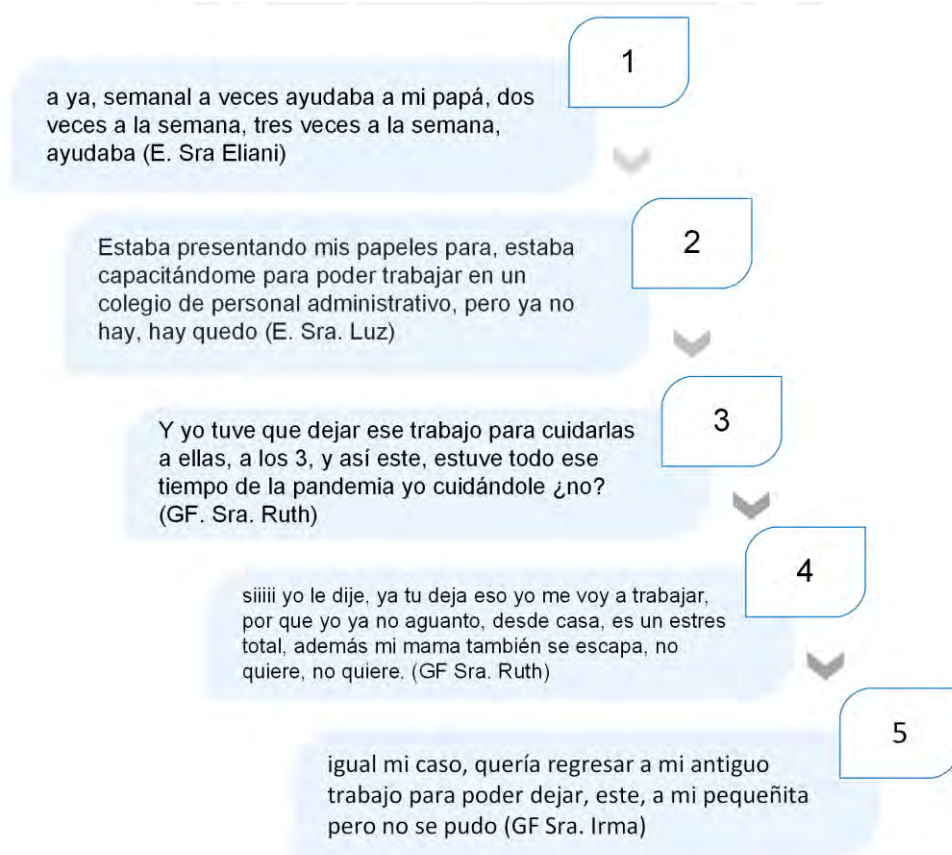 1
a ya, semanal a veces ayudaba a mi papá, dos
veces a la semana, tres veces a la semana,
ayudaba (E. Sra Eliani)
2
Estaba presentando mis papeles para, estaba
capacitándome para poder trabajar en un
colegio de personal administrativo, pero ya no
hay, hay quedo (E. Sra. Luz)
3
Y yo tuve que dejar ese trabajo para cuidarlas
a ellas, a los 3, y así este, estuve todo ese
tiempo de la pandemia yo cuidándole ¿no?
(GF. Sra. Ruth)
4
siiiii yo le dije, ya tu deja eso yo me voy a trabajar,
por que yo ya no aguanto, desde casa, es un estres
total, además mi mama también se escapa, no
quiere, no quiere. (GF Sra. Ruth)
5
igual mi caso, quería regresar a mi antiguo
trabajo para poder dejar, este, a mi pequeñita
pero no se pudo (GF Sra. Irma)